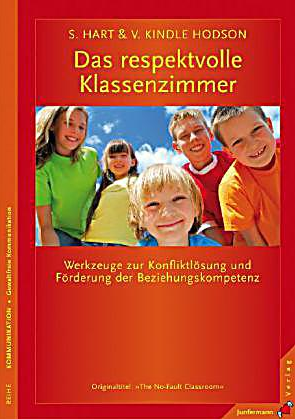 S. HART & V. KINDLE HODSON
Das respektvolle
Klassenzimmer
Werkzeuge zur Konfliktlösung und
Förderung der Beziehungskompetenz
Originaltitel: »The No-Fault Classroom«
REIHE KOMMUNIKATION • Gewaltfreie Kommunikation
Junfermann
Verlag